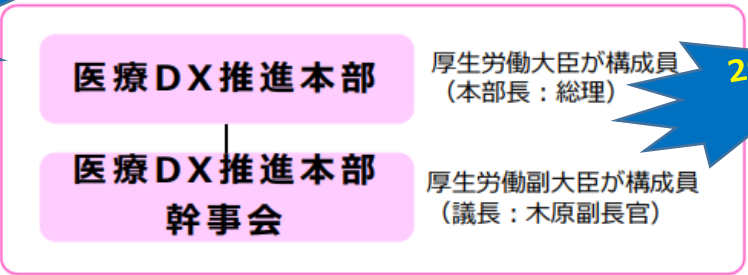 医療DX推進本部
厚生労働大臣が構成員
（本部長：総理）
2
医療DX推進本部
幹事会
厚生労働副大臣が構成員
（議長：木原副長官）